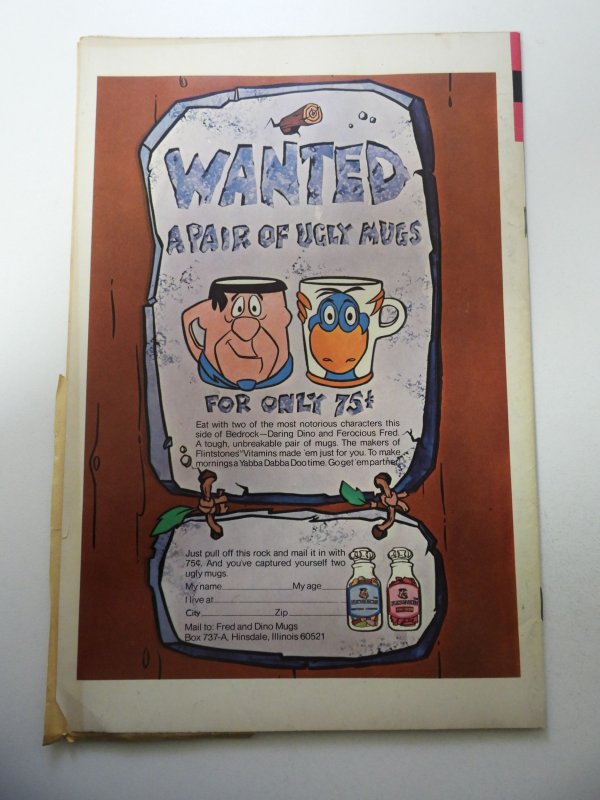 WANTED
A PAIR OF UGLY MUGS
FOR ONLY 75¢
Eat with two of the most notorious characters this
side of Bedrock—Daring Dino and Ferocious Fred.
A tough, unbreakable pair of mugs. The makers of
Flintstones® Vitamins made 'em just for you. To make
mornings a Yabba Dabba Doo time. Go get 'em partner.
Just pull off this rock and mail it in with
75¢. And you've captured yourself two
ugly mugs.
My name My age
I live at
City Zip
Mail to: Fred and Dino Mugs
Box 737-A, Hinsdale, Illinois 60521